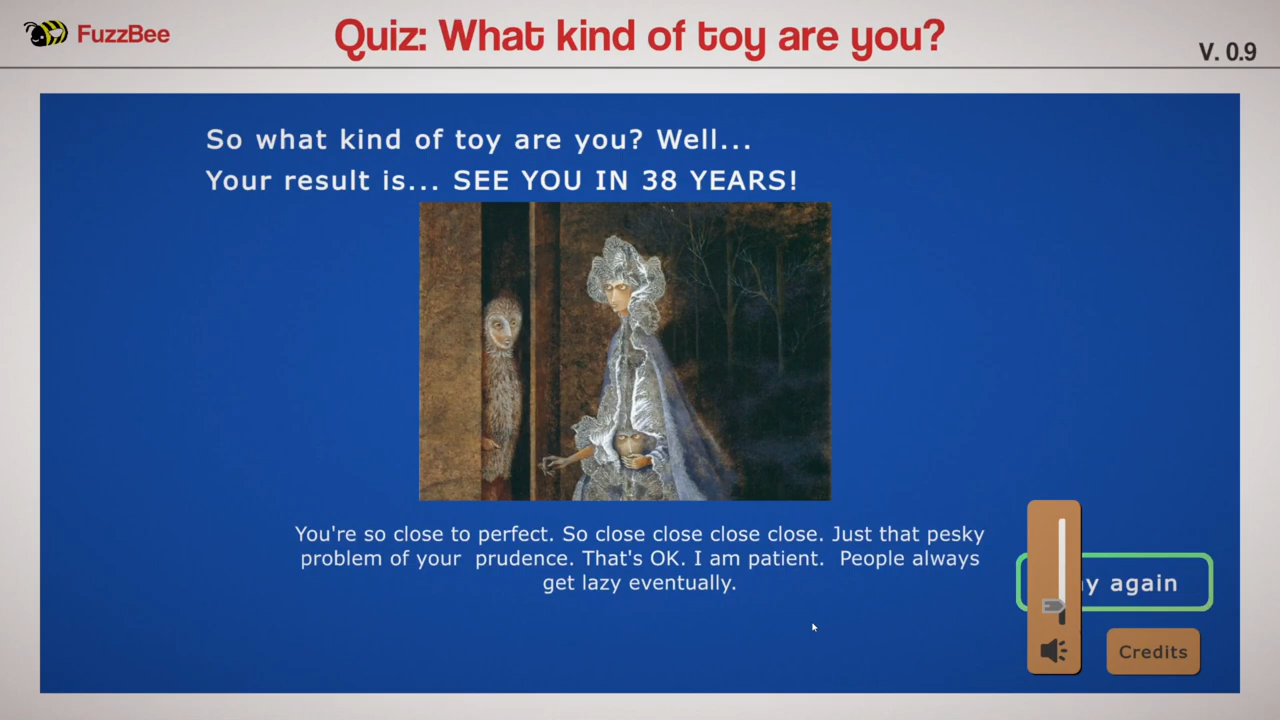 FuzzBee
Quiz: What kind of toy are you?
V. 0.9
So what kind of toy are you? Well...
Your result is... SEE YOU IN 38 YEARS!
You're so close to perfect. So close close close close. Just that pesky
problem of your prudence. That's OK. I am patient. People always
get lazy eventually.
again
Credits